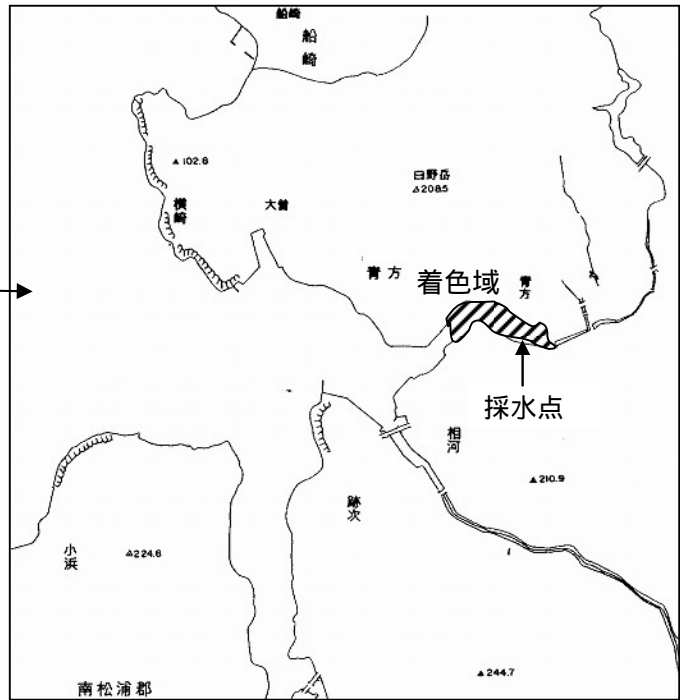 船崎
船崎
▲102.8
臼野岳
△208.5
横崎
大曽
青方
着色域
青方
採水点
相河
▲210.9
跡次
小浜
△224.8
▲244.7
南松浦郡